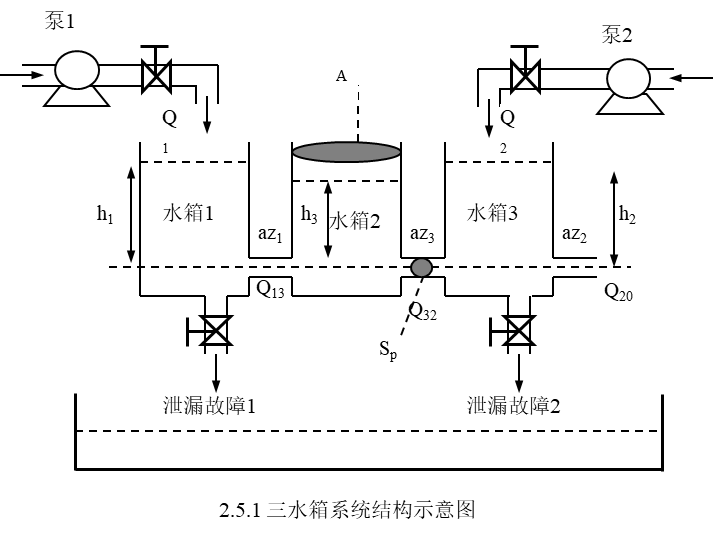 泵1
泵2
A
Q
1
Q
2
h1
水箱1
h3
水箱2
水箱3
h2
az1
az3
az2
Q13
Q32
Q20
Sp
泄漏故障1
泄漏故障2
2.5.1 三水箱系统结构示意图